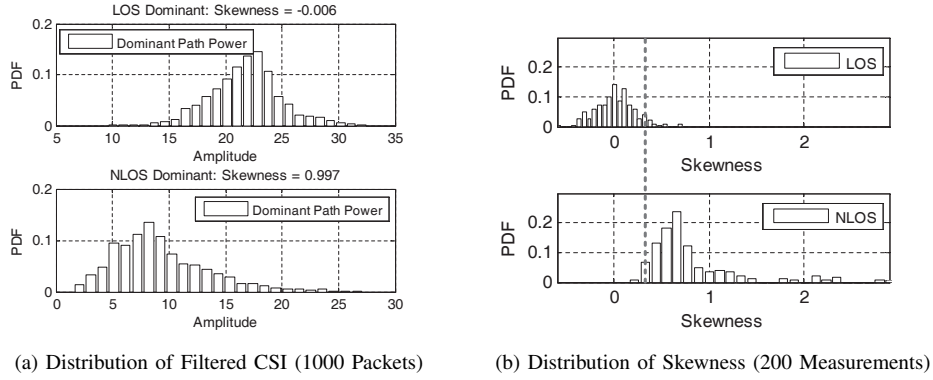 LOS Dominant: Skewness = -0.006
0.2
0.1
0
PDF
Dominant Path Power
5 10 15 20 25 30 35
Amplitude
NLOS Dominant: Skewness = 0.997
0.2
0.1
0
PDF
Dominant Path Power
0 5 10 15 20 25 30
Amplitude
(a) Distribution of Filtered CSI (1000 Packets)
0.2
0.1
0
PDF
LOS
0 1 2
Skewness
0.2
0.1
0
PDF
NLOS
0 1 2
Skewness
(b) Distribution of Skewness (200 Measurements)